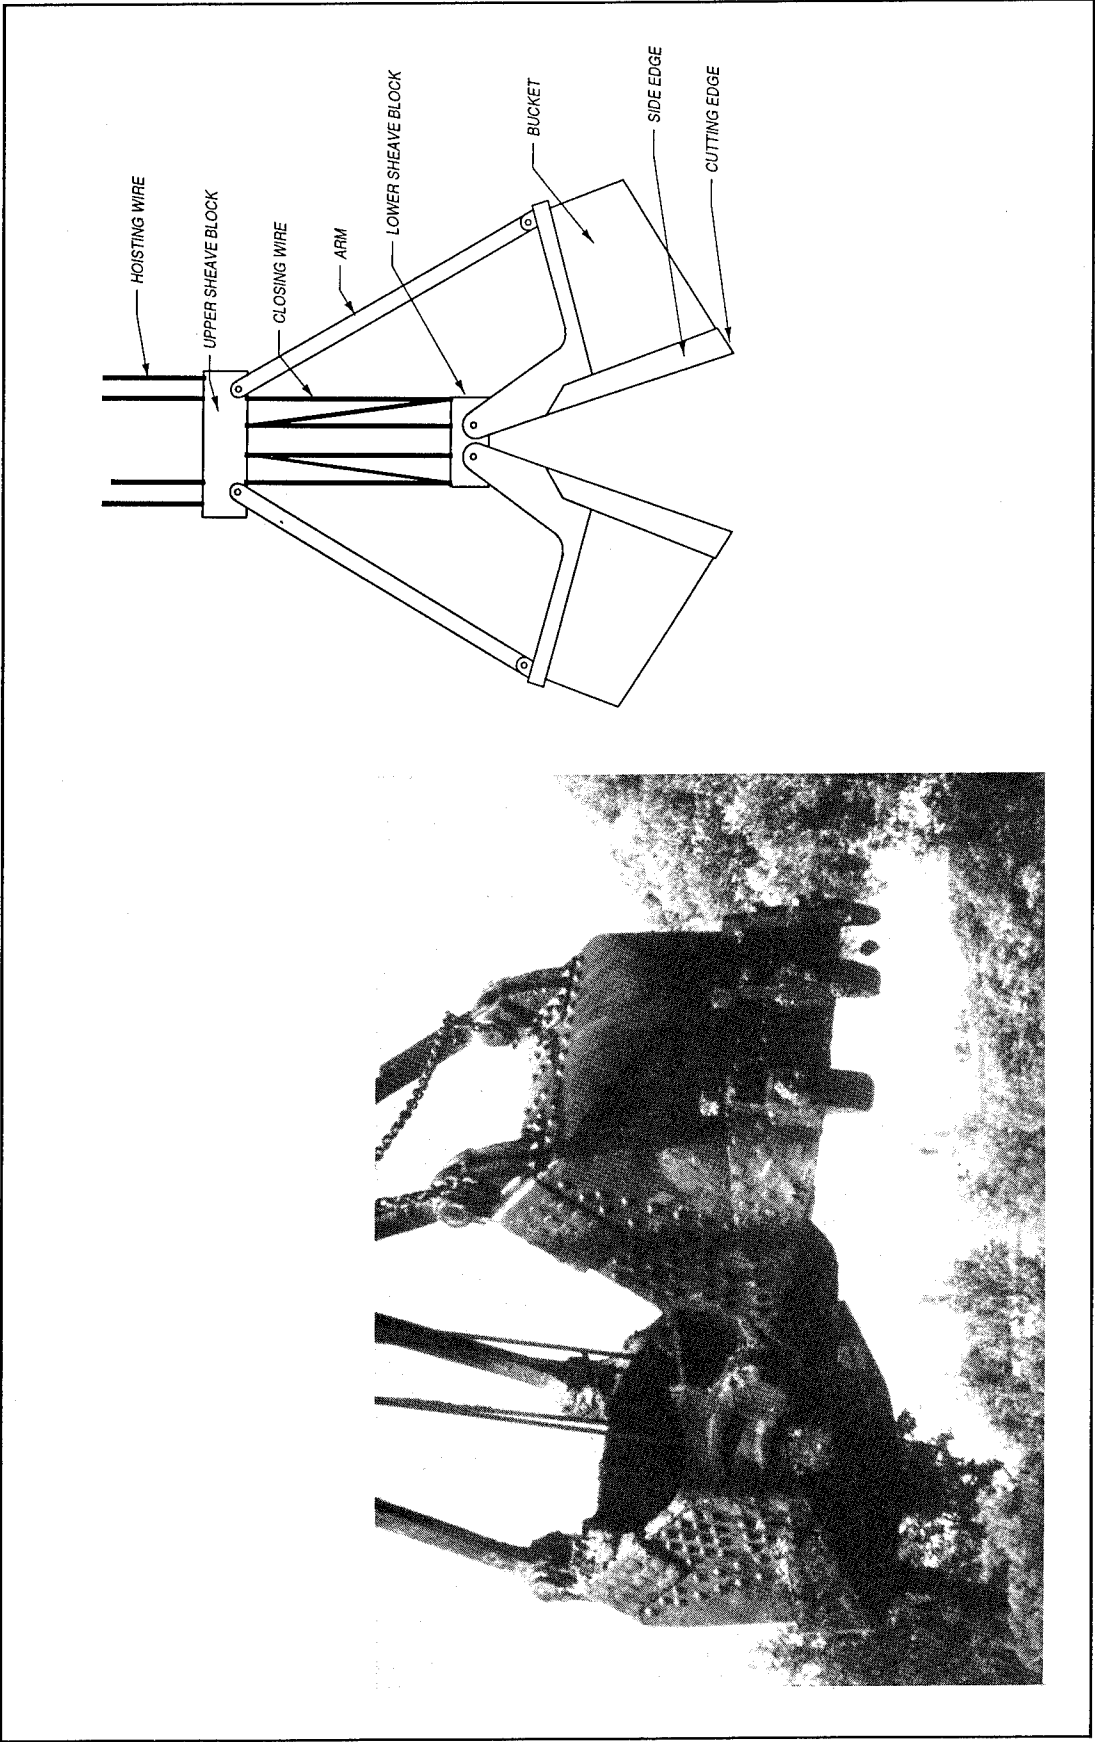 HOISTING WIRE
UPPER SHEAVE BLOCK
CLOSING WIRE
ARM
LOWER SHEAVE BLOCK
BUCKET
SIDE EDGE
CUTTING EDGE